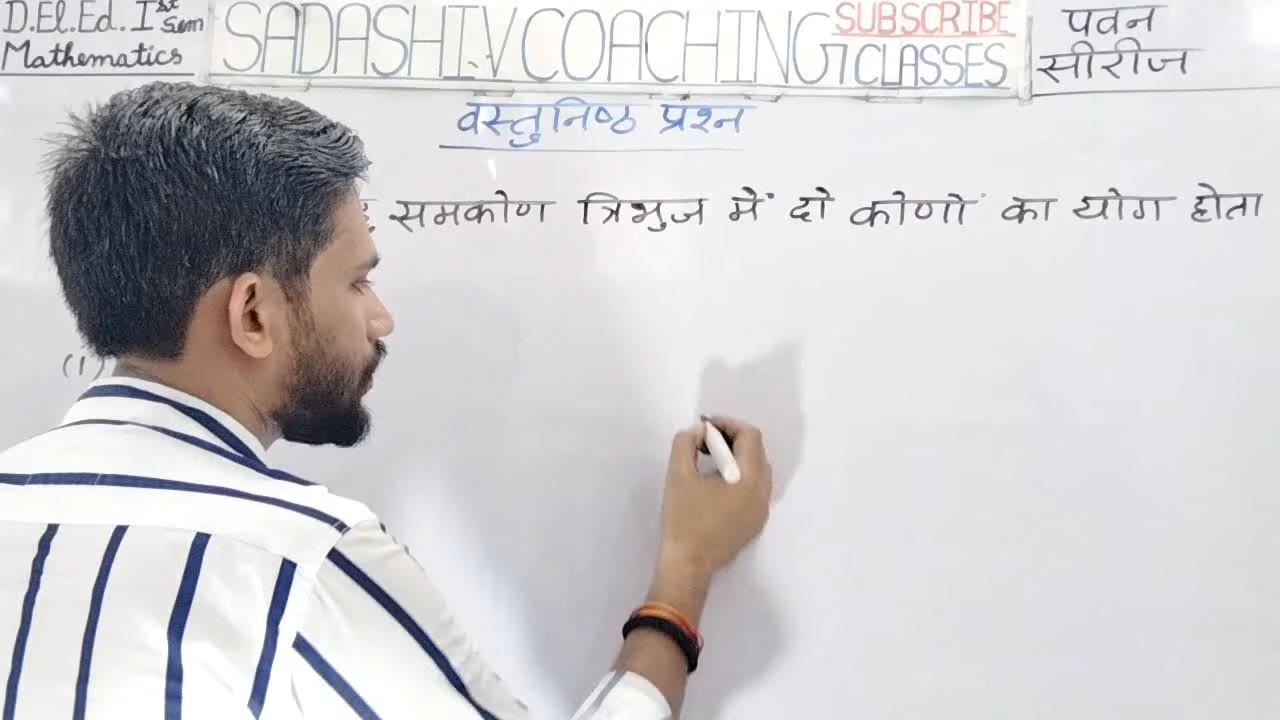 D.El.Ed. Ist Sem
Mathematics
SADASHIV COACHING CLASSES
SUBSCRIBE
पवन
सीरीज
वस्तुनिष्ठ प्रश्न
समकोण त्रिभुज में दो कोणों का योग होता
(1)